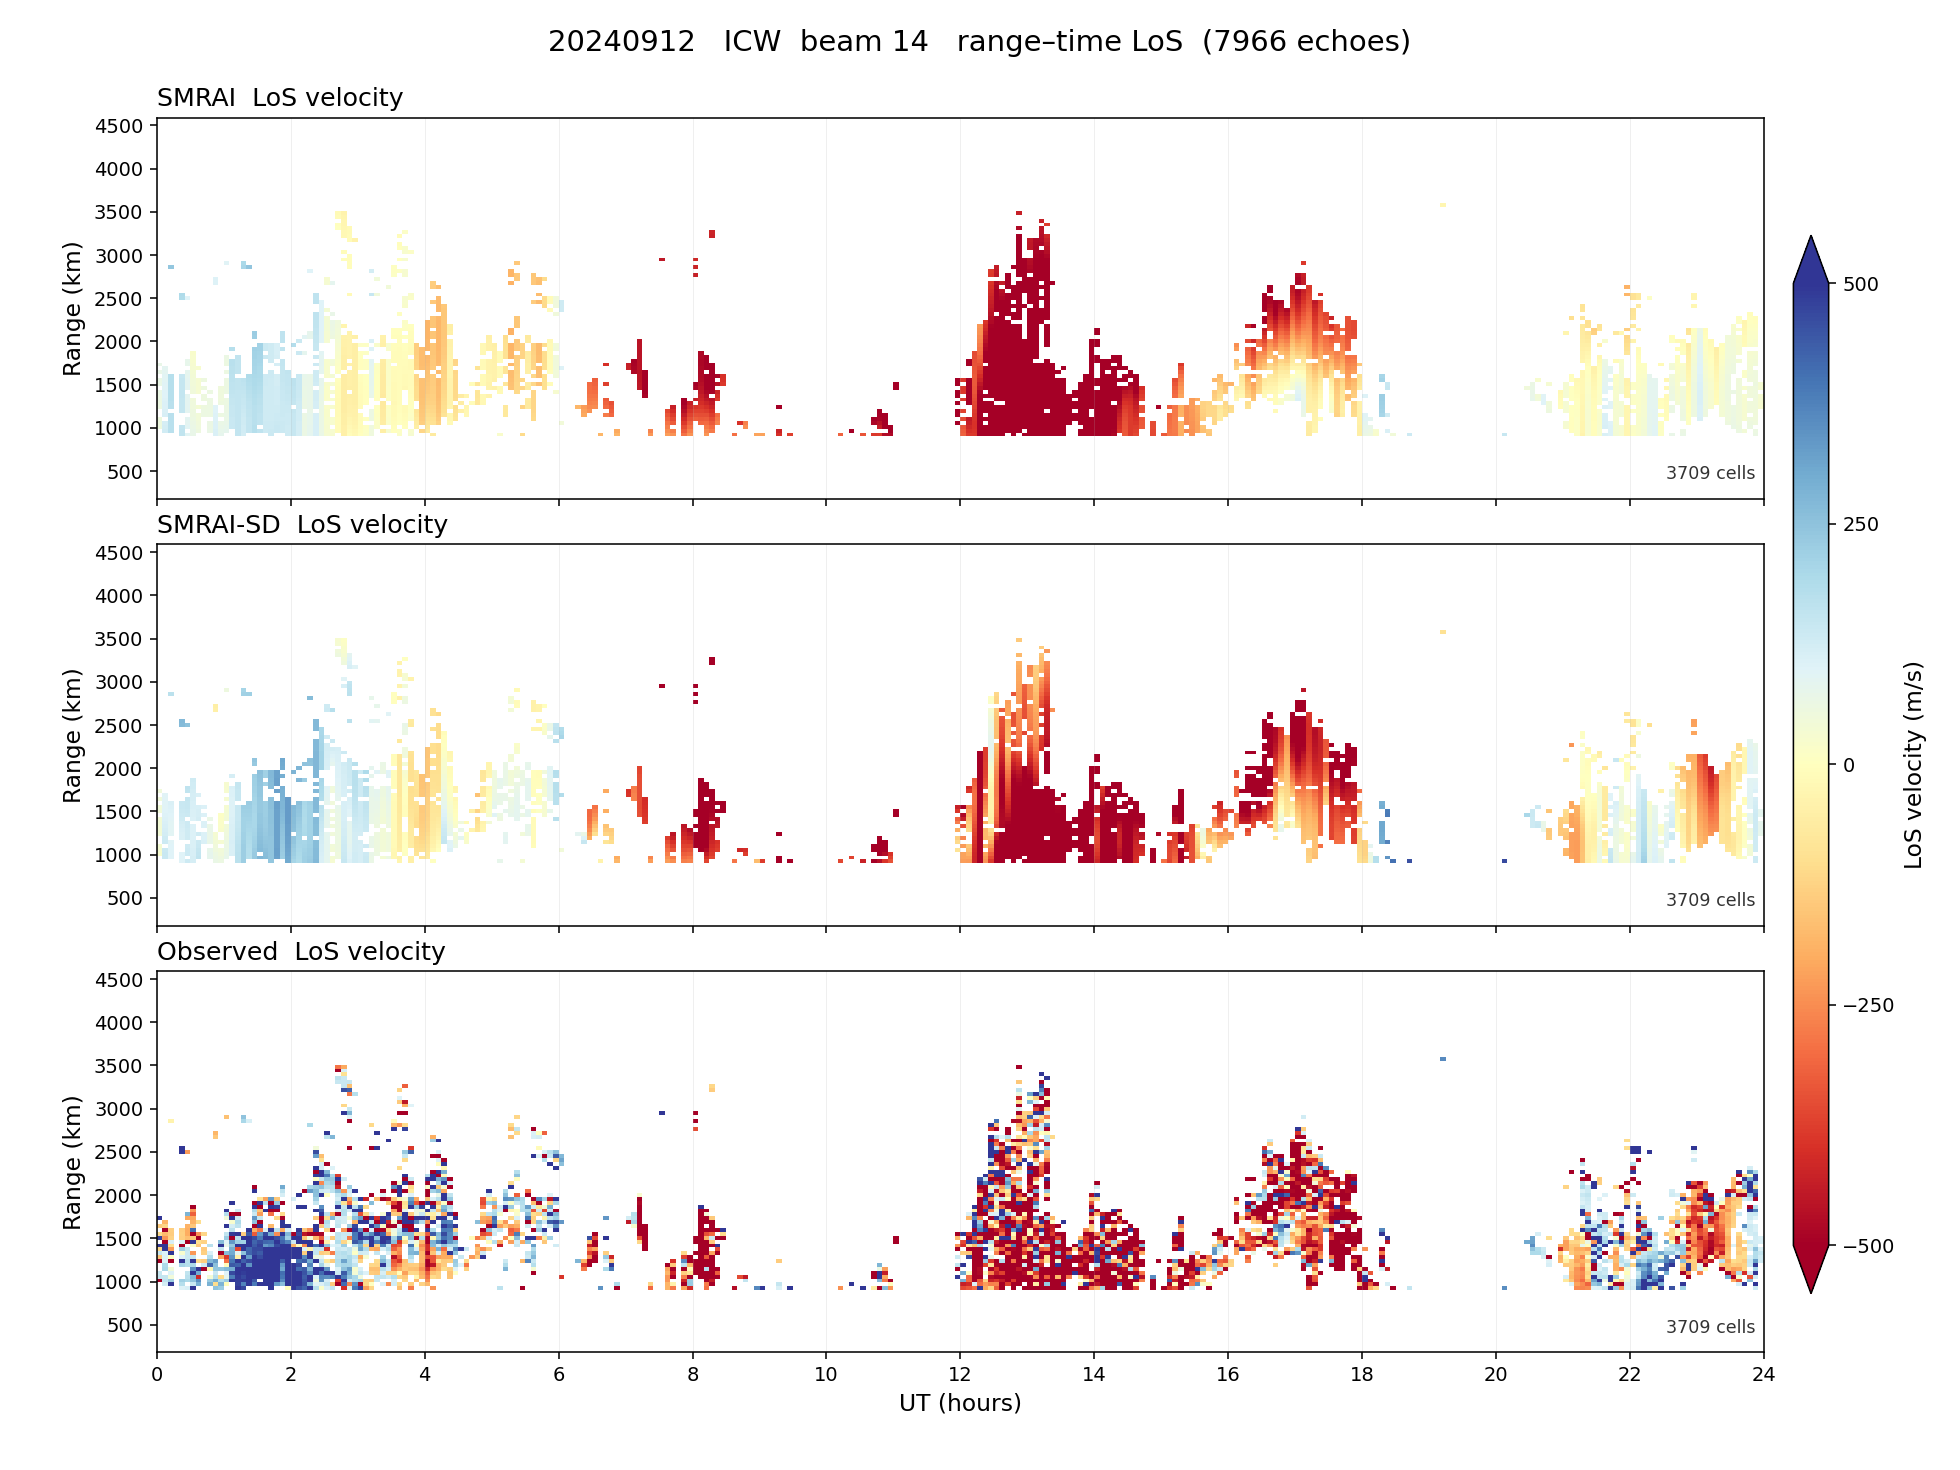 20240912   ICW  beam 14   range–time LoS  (7966 echoes)
SMRAI  LoS velocity
4500
4000
3500
3000
2500
2000
1500
1000
500
Range (km)
3709 cells
SMRAI-SD  LoS velocity
4500
4000
3500
3000
2500
2000
1500
1000
500
Range (km)
3709 cells
Observed  LoS velocity
4500
4000
3500
3000
2500
2000
1500
1000
500
Range (km)
3709 cells
0 2 4 6 8 10 12 14 16 18 20 22 24
UT (hours)
500
250
0
−250
−500
LoS velocity (m/s)